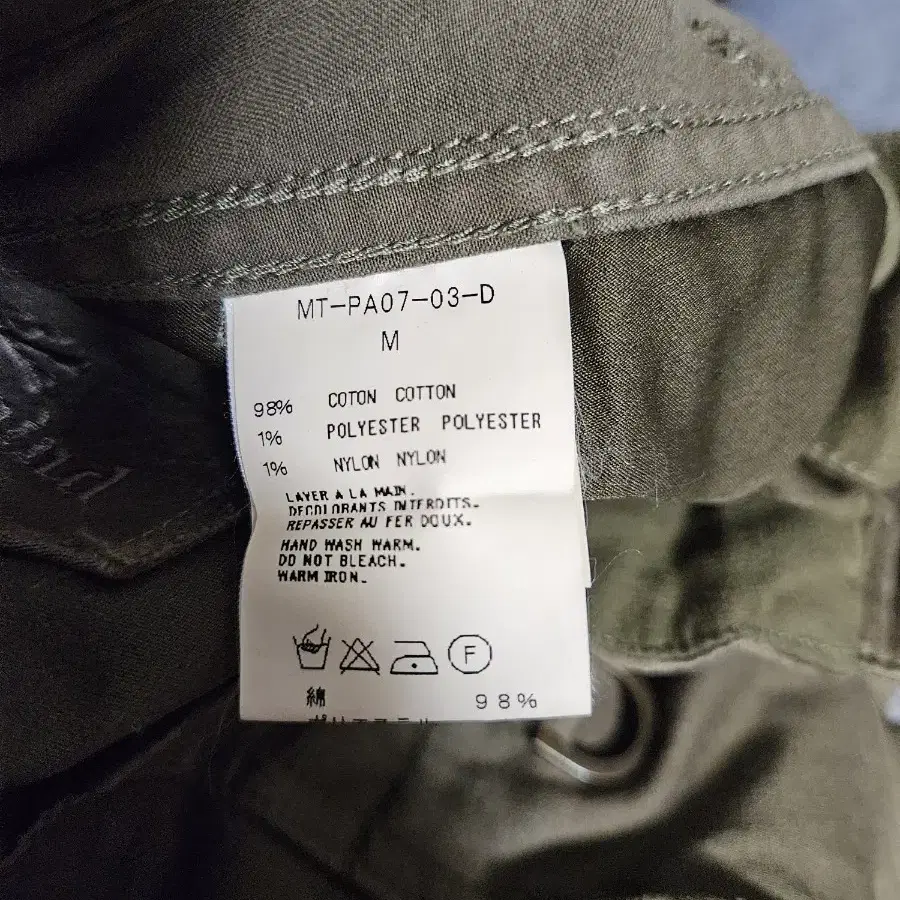 MT-PA07-03-D
M
98% COTON COTTON
1% POLYESTER POLYESTER
1% NYLON NYLON
LAVER A LA MAIN.
DECOLORANTS INTERDITS.
REPASSER AU FER DOUX.
HAND WASH WARM.
DO NOT BLEACH.
WARM IRON.
F
綿 98%